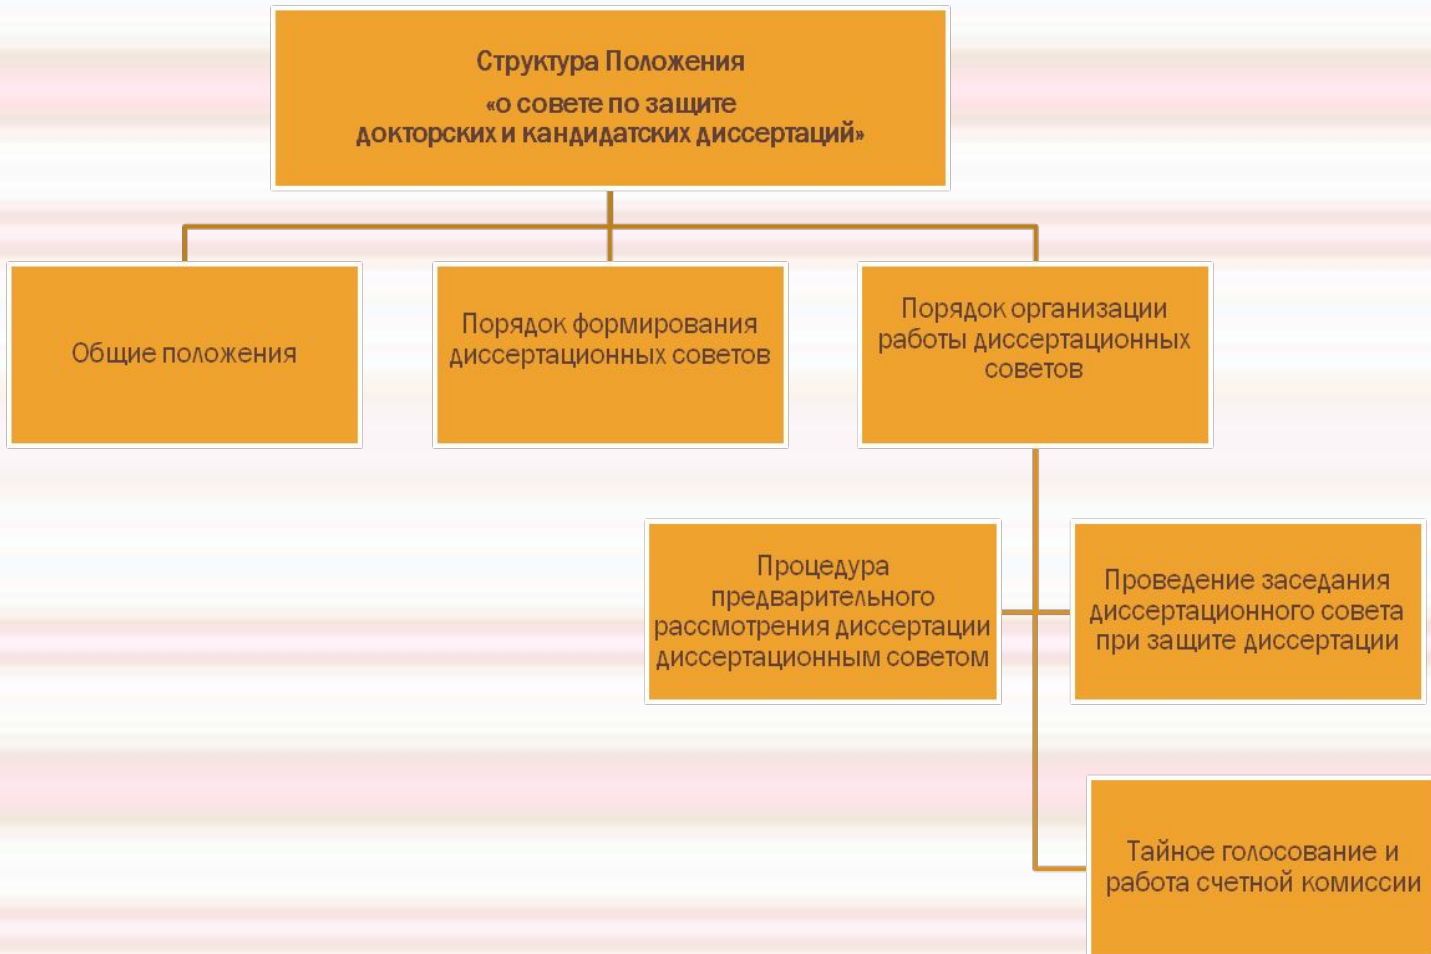 Структура Положения
«о совете по защите
докторских и кандидатских диссертаций»
Общие положения
Порядок формирования
диссертационных советов
Порядок организации
работы диссертационных
советов
Процедура
предварительного
рассмотрения диссертации
диссертационным советом
Проведение заседания
диссертационного совета
при защите диссертации
Тайное голосование и
работа счетной комиссии